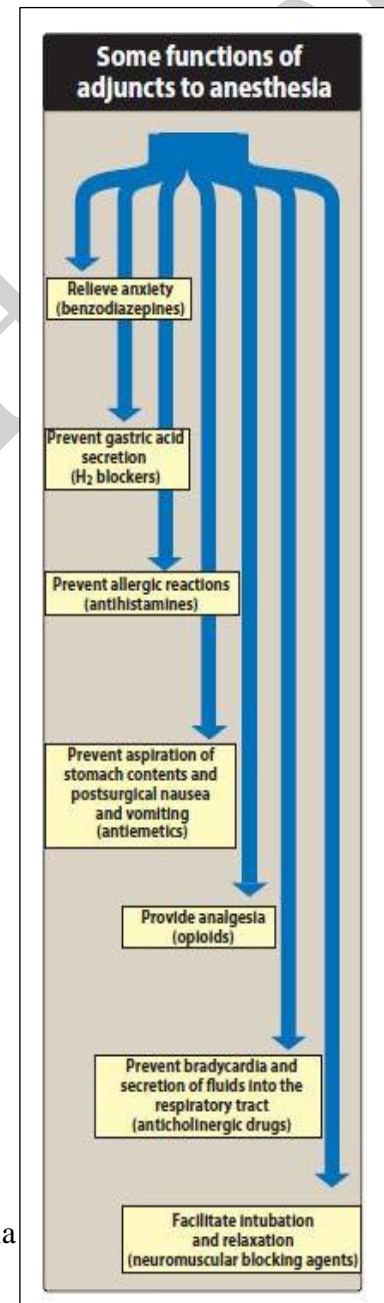 Some functions of
adjuncts to anesthesia
Relieve anxiety
(benzodiazepines)
Prevent gastric acid
secretion
(H₂ blockers)
Prevent allergic reactions
(antihistamines)
Prevent aspiration of
stomach contents and
postsurgical nausea
and vomiting
(antiemetics)
Provide analgesia
(opioids)
Prevent bradycardia and
secretion of fluids into the
respiratory tract
(anticholinergic drugs)
Facilitate intubation
and relaxation
(neuromuscular blocking agents)